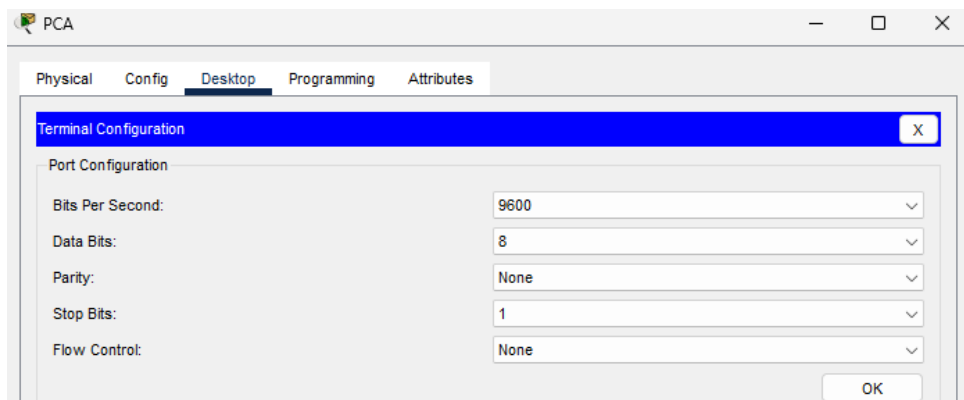 PCA
Physical Config Desktop Programming Attributes
Terminal Configuration X
Port Configuration
Bits Per Second: 9600
Data Bits: 8
Parity: None
Stop Bits: 1
Flow Control: None
OK